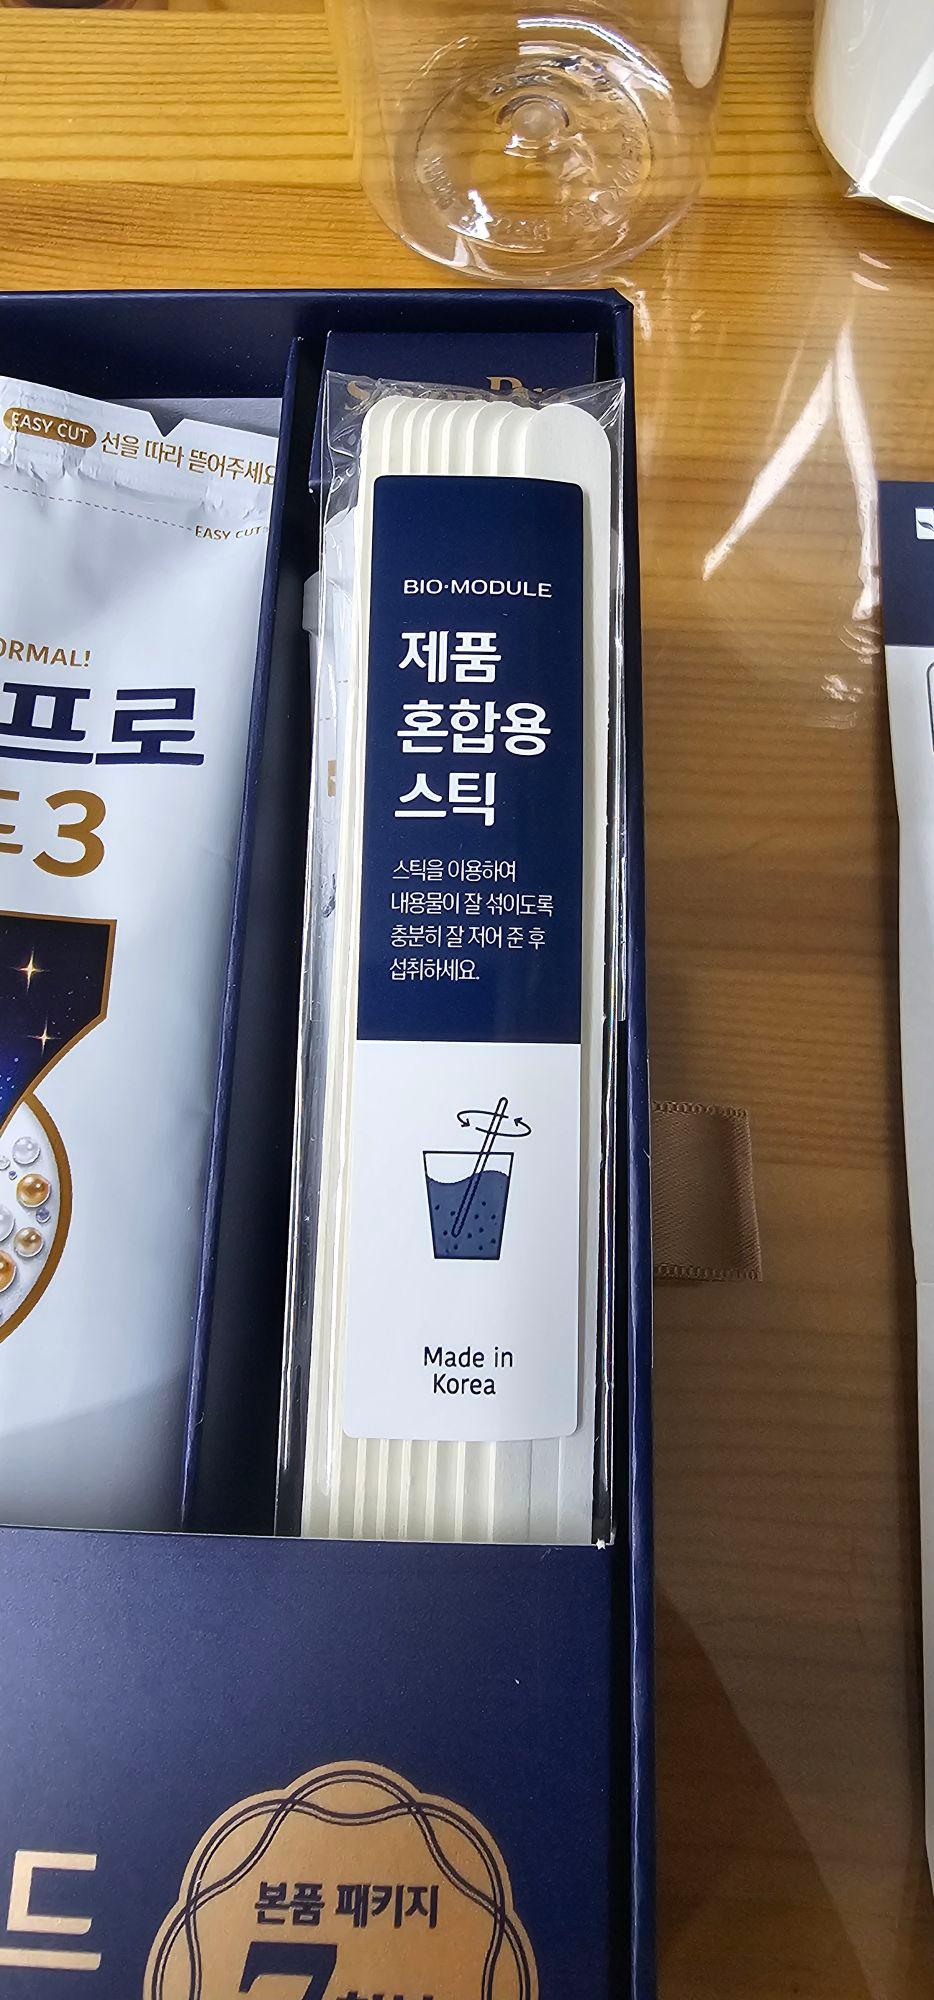 EASY CUT 선을 따라 뜯어주세요
EASY CUT
ORMAL!
프로
3
BIO·MODULE
제품
혼합용
스틱
스틱을 이용하여
내용물이 잘 섞이도록
충분히 잘 저어 준 후
섭취하세요.
Made in
Korea
드
본품 패키지
7